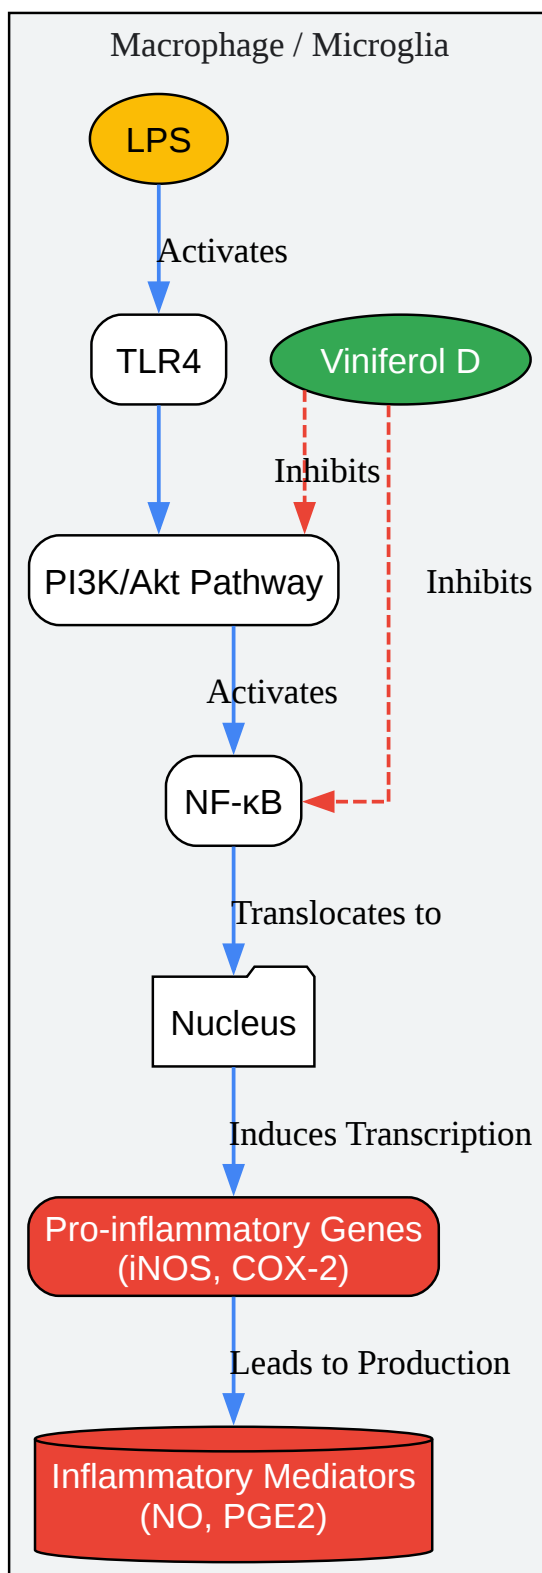 Macrophage / Microglia
LPS
Activates
TLR4
Viniferol D
Inhibits
PI3K/Akt Pathway
Inhibits
Activates
NF-κB
Translocates to
Nucleus
Induces Transcription
Pro-inflammatory Genes
(iNOS, COX-2)
Leads to Production
Inflammatory Mediators
(NO, PGE2)